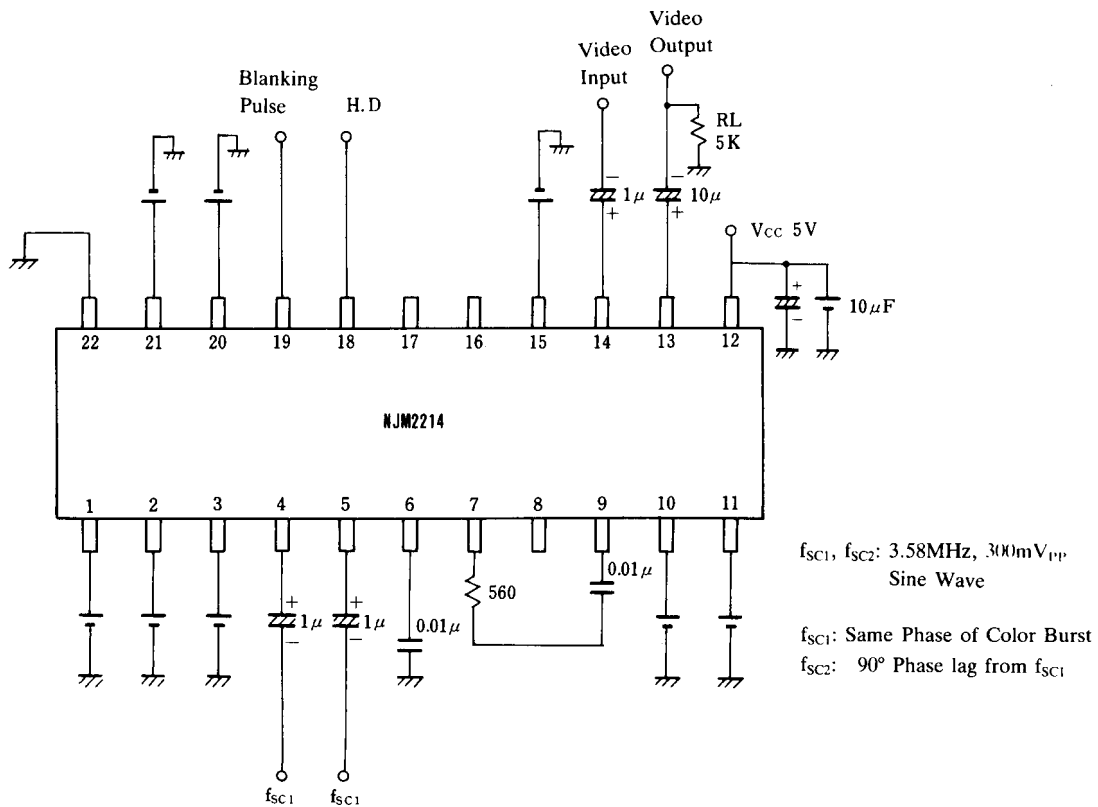 Video
Output
Video
Input
Blanking
Pulse
H.D
RL
5K
1μ
10μ
Vcc 5V
10μF
22 21 20 19 18 17 16 15 14 13 12
NJM2214
1 2 3 4 5 6 7 8 9 10 11
560
0.01μ
1μ
1μ
0.01μ
fSC1, fSC2: 3.58MHz, 300mVPP
Sine Wave
fSC1: Same Phase of Color Burst
fSC2: 90° Phase lag from fSC1
fSC1 fSC1